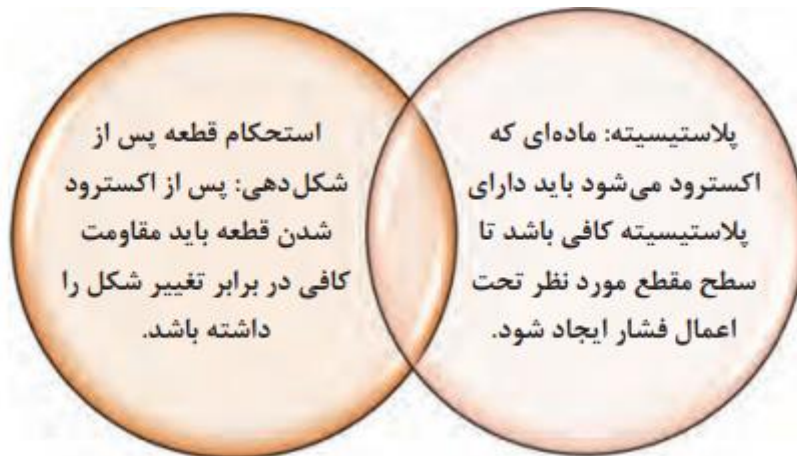 پلاستیسیته: ماده‌ای که
اکسترود می‌شود باید دارای
پلاستیسیته کافی باشد تا
سطح مقطع مورد نظر تحت
اعمال فشار ایجاد شود.
استحکام قطعه پس از
شکل‌دهی: پس از اکسترود
شدن قطعه باید مقاومت
کافی در برابر تغییر شکل را
داشته باشد.